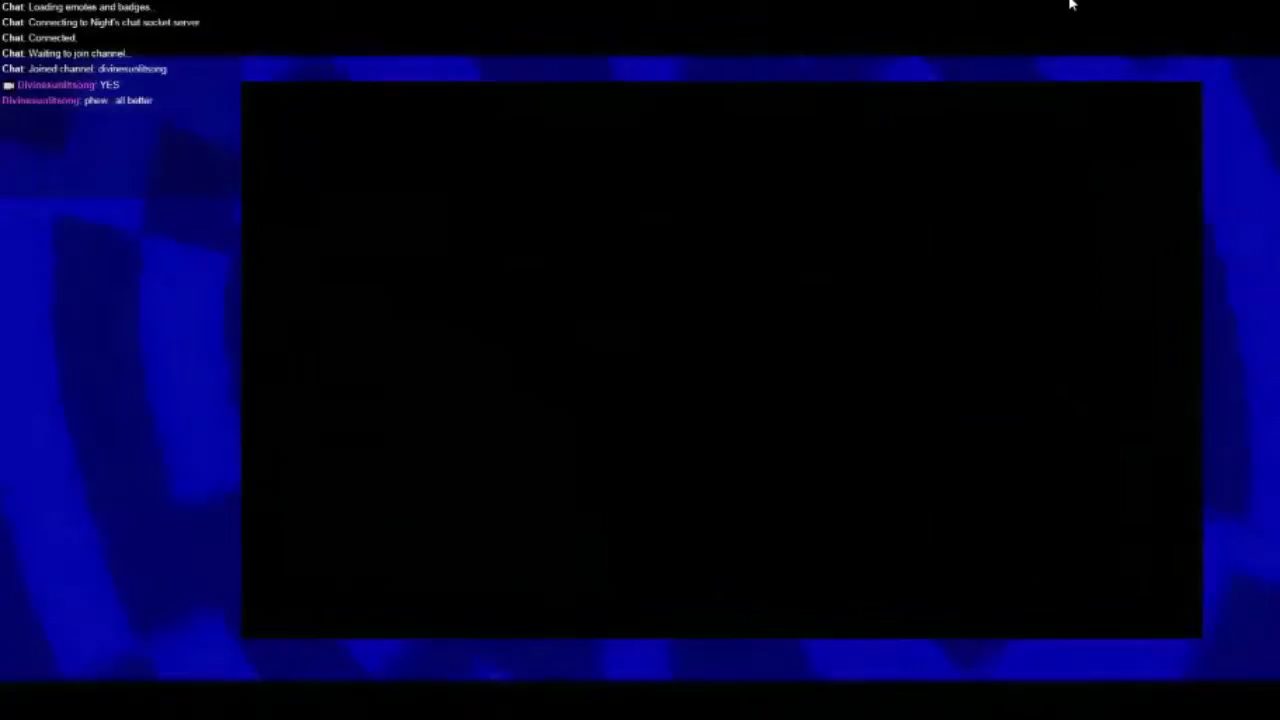 Chat: Loading emotes and badges..
Chat: Connecting to Night's chat socket server
Chat: Connected.
Chat: Waiting to join channel..
Chat: Joined channel: divinesunlitsong
Divinesunlitsong: YES
Divinesunlitsong: phew.. all better